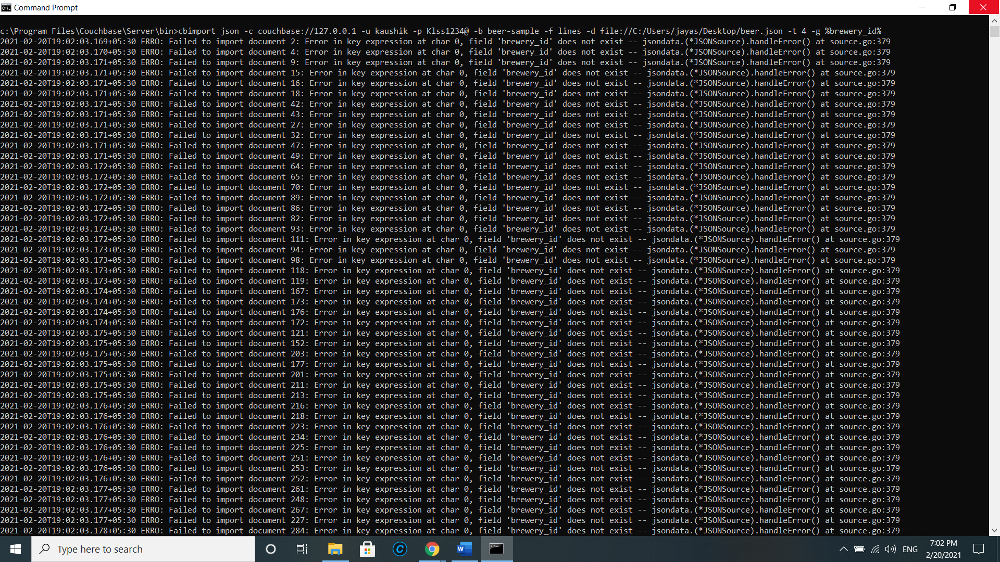 Command Prompt
c:\Program Files\Couchbase\Server\bin>cbimport json -c couchbase://127.0.0.1 -u kaushik -p Klss1234@ -b beer-sample -f lines -d file://C:/Users/jayas/Desktop/beer.json -t 4 -g %brewery_id%
2021-02-20T19:02:03.169+05:30 ERRO: Failed to import document 2: Error in key expression at char 0, field 'brewery_id' does not exist -- jsondata.(*JSONSource).handleError() at source.go:379
2021-02-20T19:02:03.170+05:30 ERRO: Failed to import document 4: Error in key expression at char 0, field 'brewery_id' does not exist -- jsondata.(*JSONSource).handleError() at source.go:379
2021-02-20T19:02:03.171+05:30 ERRO: Failed to import document 9: Error in key expression at char 0, field 'brewery_id' does not exist -- jsondata.(*JSONSource).handleError() at source.go:379
2021-02-20T19:02:03.171+05:30 ERRO: Failed to import document 15: Error in key expression at char 0, field 'brewery_id' does not exist -- jsondata.(*JSONSource).handleError() at source.go:379
2021-02-20T19:02:03.171+05:30 ERRO: Failed to import document 16: Error in key expression at char 0, field 'brewery_id' does not exist -- jsondata.(*JSONSource).handleError() at source.go:379
2021-02-20T19:02:03.171+05:30 ERRO: Failed to import document 18: Error in key expression at char 0, field 'brewery_id' does not exist -- jsondata.(*JSONSource).handleError() at source.go:379
2021-02-20T19:02:03.171+05:30 ERRO: Failed to import document 42: Error in key expression at char 0, field 'brewery_id' does not exist -- jsondata.(*JSONSource).handleError() at source.go:379
2021-02-20T19:02:03.171+05:30 ERRO: Failed to import document 43: Error in key expression at char 0, field 'brewery_id' does not exist -- jsondata.(*JSONSource).handleError() at source.go:379
2021-02-20T19:02:03.171+05:30 ERRO: Failed to import document 27: Error in key expression at char 0, field 'brewery_id' does not exist -- jsondata.(*JSONSource).handleError() at source.go:379
2021-02-20T19:02:03.171+05:30 ERRO: Failed to import document 32: Error in key expression at char 0, field 'brewery_id' does not exist -- jsondata.(*JSONSource).handleError() at source.go:379
2021-02-20T19:02:03.171+05:30 ERRO: Failed to import document 47: Error in key expression at char 0, field 'brewery_id' does not exist -- jsondata.(*JSONSource).handleError() at source.go:379
2021-02-20T19:02:03.171+05:30 ERRO: Failed to import document 49: Error in key expression at char 0, field 'brewery_id' does not exist -- jsondata.(*JSONSource).handleError() at source.go:379
2021-02-20T19:02:03.172+05:30 ERRO: Failed to import document 64: Error in key expression at char 0, field 'brewery_id' does not exist -- jsondata.(*JSONSource).handleError() at source.go:379
2021-02-20T19:02:03.172+05:30 ERRO: Failed to import document 65: Error in key expression at char 0, field 'brewery_id' does not exist -- jsondata.(*JSONSource).handleError() at source.go:379
2021-02-20T19:02:03.172+05:30 ERRO: Failed to import document 70: Error in key expression at char 0, field 'brewery_id' does not exist -- jsondata.(*JSONSource).handleError() at source.go:379
2021-02-20T19:02:03.172+05:30 ERRO: Failed to import document 89: Error in key expression at char 0, field 'brewery_id' does not exist -- jsondata.(*JSONSource).handleError() at source.go:379
2021-02-20T19:02:03.172+05:30 ERRO: Failed to import document 86: Error in key expression at char 0, field 'brewery_id' does not exist -- jsondata.(*JSONSource).handleError() at source.go:379
2021-02-20T19:02:03.172+05:30 ERRO: Failed to import document 82: Error in key expression at char 0, field 'brewery_id' does not exist -- jsondata.(*JSONSource).handleError() at source.go:379
2021-02-20T19:02:03.172+05:30 ERRO: Failed to import document 93: Error in key expression at char 0, field 'brewery_id' does not exist -- jsondata.(*JSONSource).handleError() at source.go:379
2021-02-20T19:02:03.172+05:30 ERRO: Failed to import document 111: Error in key expression at char 0, field 'brewery_id' does not exist -- jsondata.(*JSONSource).handleError() at source.go:379
2021-02-20T19:02:03.173+05:30 ERRO: Failed to import document 94: Error in key expression at char 0, field 'brewery_id' does not exist -- jsondata.(*JSONSource).handleError() at source.go:379
2021-02-20T19:02:03.173+05:30 ERRO: Failed to import document 98: Error in key expression at char 0, field 'brewery_id' does not exist -- jsondata.(*JSONSource).handleError() at source.go:379
2021-02-20T19:02:03.173+05:30 ERRO: Failed to import document 118: Error in key expression at char 0, field 'brewery_id' does not exist -- jsondata.(*JSONSource).handleError() at source.go:379
2021-02-20T19:02:03.173+05:30 ERRO: Failed to import document 119: Error in key expression at char 0, field 'brewery_id' does not exist -- jsondata.(*JSONSource).handleError() at source.go:379
2021-02-20T19:02:03.174+05:30 ERRO: Failed to import document 167: Error in key expression at char 0, field 'brewery_id' does not exist -- jsondata.(*JSONSource).handleError() at source.go:379
2021-02-20T19:02:03.174+05:30 ERRO: Failed to import document 173: Error in key expression at char 0, field 'brewery_id' does not exist -- jsondata.(*JSONSource).handleError() at source.go:379
2021-02-20T19:02:03.174+05:30 ERRO: Failed to import document 176: Error in key expression at char 0, field 'brewery_id' does not exist -- jsondata.(*JSONSource).handleError() at source.go:379
2021-02-20T19:02:03.174+05:30 ERRO: Failed to import document 172: Error in key expression at char 0, field 'brewery_id' does not exist -- jsondata.(*JSONSource).handleError() at source.go:379
2021-02-20T19:02:03.175+05:30 ERRO: Failed to import document 121: Error in key expression at char 0, field 'brewery_id' does not exist -- jsondata.(*JSONSource).handleError() at source.go:379
2021-02-20T19:02:03.175+05:30 ERRO: Failed to import document 152: Error in key expression at char 0, field 'brewery_id' does not exist -- jsondata.(*JSONSource).handleError() at source.go:379
2021-02-20T19:02:03.175+05:30 ERRO: Failed to import document 203: Error in key expression at char 0, field 'brewery_id' does not exist -- jsondata.(*JSONSource).handleError() at source.go:379
2021-02-20T19:02:03.175+05:30 ERRO: Failed to import document 177: Error in key expression at char 0, field 'brewery_id' does not exist -- jsondata.(*JSONSource).handleError() at source.go:379
2021-02-20T19:02:03.175+05:30 ERRO: Failed to import document 201: Error in key expression at char 0, field 'brewery_id' does not exist -- jsondata.(*JSONSource).handleError() at source.go:379
2021-02-20T19:02:03.175+05:30 ERRO: Failed to import document 211: Error in key expression at char 0, field 'brewery_id' does not exist -- jsondata.(*JSONSource).handleError() at source.go:379
2021-02-20T19:02:03.175+05:30 ERRO: Failed to import document 213: Error in key expression at char 0, field 'brewery_id' does not exist -- jsondata.(*JSONSource).handleError() at source.go:379
2021-02-20T19:02:03.176+05:30 ERRO: Failed to import document 216: Error in key expression at char 0, field 'brewery_id' does not exist -- jsondata.(*JSONSource).handleError() at source.go:379
2021-02-20T19:02:03.176+05:30 ERRO: Failed to import document 218: Error in key expression at char 0, field 'brewery_id' does not exist -- jsondata.(*JSONSource).handleError() at source.go:379
2021-02-20T19:02:03.176+05:30 ERRO: Failed to import document 223: Error in key expression at char 0, field 'brewery_id' does not exist -- jsondata.(*JSONSource).handleError() at source.go:379
2021-02-20T19:02:03.176+05:30 ERRO: Failed to import document 234: Error in key expression at char 0, field 'brewery_id' does not exist -- jsondata.(*JSONSource).handleError() at source.go:379
2021-02-20T19:02:03.176+05:30 ERRO: Failed to import document 225: Error in key expression at char 0, field 'brewery_id' does not exist -- jsondata.(*JSONSource).handleError() at source.go:379
2021-02-20T19:02:03.176+05:30 ERRO: Failed to import document 251: Error in key expression at char 0, field 'brewery_id' does not exist -- jsondata.(*JSONSource).handleError() at source.go:379
2021-02-20T19:02:03.176+05:30 ERRO: Failed to import document 253: Error in key expression at char 0, field 'brewery_id' does not exist -- jsondata.(*JSONSource).handleError() at source.go:379
2021-02-20T19:02:03.176+05:30 ERRO: Failed to import document 252: Error in key expression at char 0, field 'brewery_id' does not exist -- jsondata.(*JSONSource).handleError() at source.go:379
2021-02-20T19:02:03.177+05:30 ERRO: Failed to import document 261: Error in key expression at char 0, field 'brewery_id' does not exist -- jsondata.(*JSONSource).handleError() at source.go:379
2021-02-20T19:02:03.177+05:30 ERRO: Failed to import document 248: Error in key expression at char 0, field 'brewery_id' does not exist -- jsondata.(*JSONSource).handleError() at source.go:379
2021-02-20T19:02:03.177+05:30 ERRO: Failed to import document 267: Error in key expression at char 0, field 'brewery_id' does not exist -- jsondata.(*JSONSource).handleError() at source.go:379
2021-02-20T19:02:03.177+05:30 ERRO: Failed to import document 227: Error in key expression at char 0, field 'brewery_id' does not exist -- jsondata.(*JSONSource).handleError() at source.go:379
2021-02-20T19:02:03.178+05:30 ERRO: Failed to import document 284: Error in key expression at char 0, field 'brewery_id' does not exist -- jsondata.(*JSONSource).handleError() at source.go:379
Type here to search
ENG
7:02 PM
2/20/2021